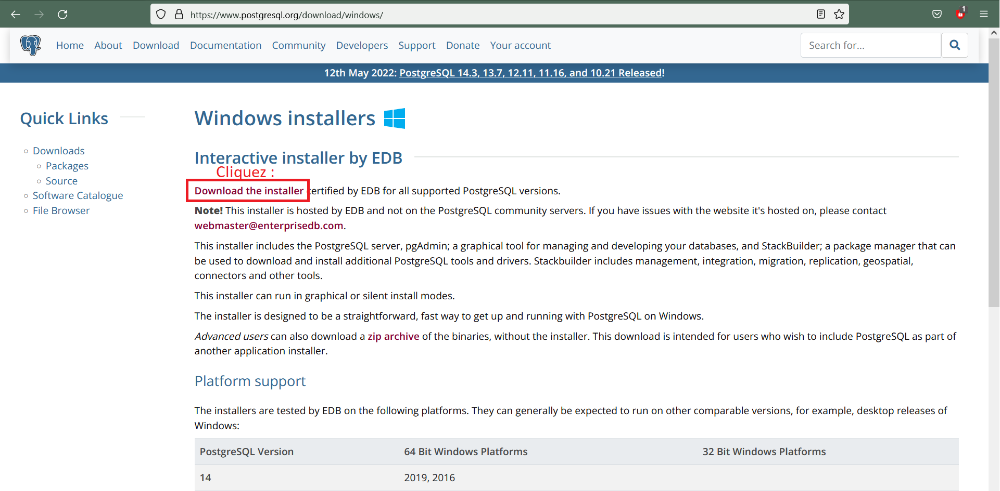 https://www.postgresql.org/download/windows/
1
Home About Download Documentation Community Developers Support Donate Your account
Search for...
12th May 2022: PostgreSQL 14.3, 13.7, 12.11, 11.16, and 10.21 Released!
Quick Links
Downloads
Packages
Source
Software Catalogue
File Browser
Windows installers
Interactive installer by EDB
Cliquez :
Download the installer certified by EDB for all supported PostgreSQL versions.
Note! This installer is hosted by EDB and not on the PostgreSQL community servers. If you have issues with the website it's hosted on, please contact
webmaster@enterprisedb.com.
This installer includes the PostgreSQL server, pgAdmin; a graphical tool for managing and developing your databases, and StackBuilder; a package manager that can
be used to download and install additional PostgreSQL tools and drivers. Stackbuilder includes management, integration, migration, replication, geospatial,
connectors and other tools.
This installer can run in graphical or silent install modes.
The installer is designed to be a straightforward, fast way to get up and running with PostgreSQL on Windows.
Advanced users can also download a zip archive of the binaries, without the installer. This download is intended for users who wish to include PostgreSQL as part of
another application installer.
Platform support
The installers are tested by EDB on the following platforms. They can generally be expected to run on other comparable versions, for example, desktop releases of
Windows:
PostgreSQL Version 64 Bit Windows Platforms 32 Bit Windows Platforms
14 2019, 2016